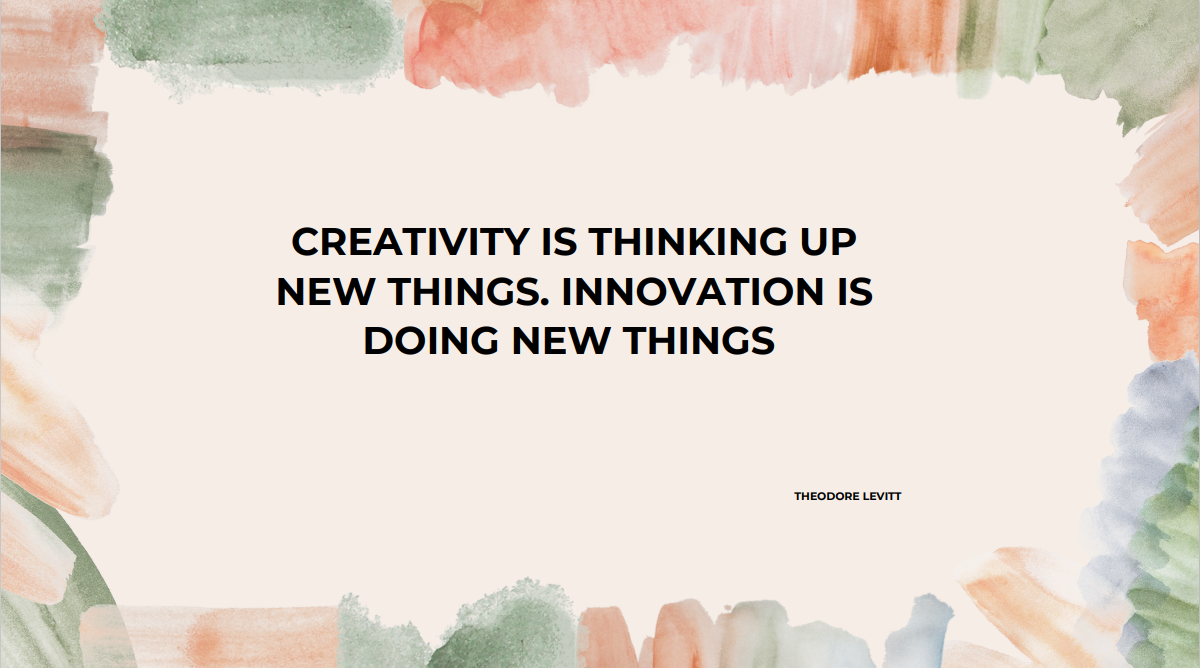 CREATIVITY IS THINKING UP
NEW THINGS. INNOVATION IS
DOING NEW THINGS
THEODORE LEVITT